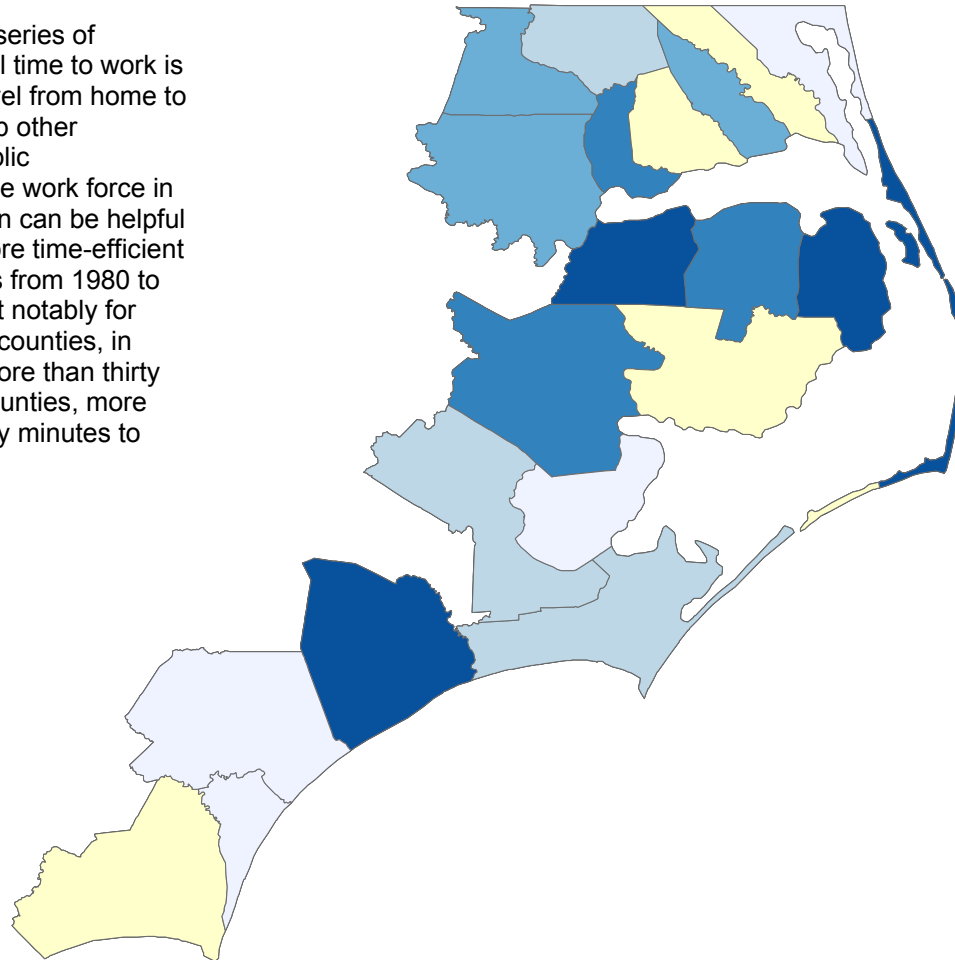 series of
l time to work is
vel from home to
o other
blic
e work force in
n can be helpful
ore time-efficient
s from 1980 to
t notably for
counties, in
ore than thirty
unties, more
y minutes to